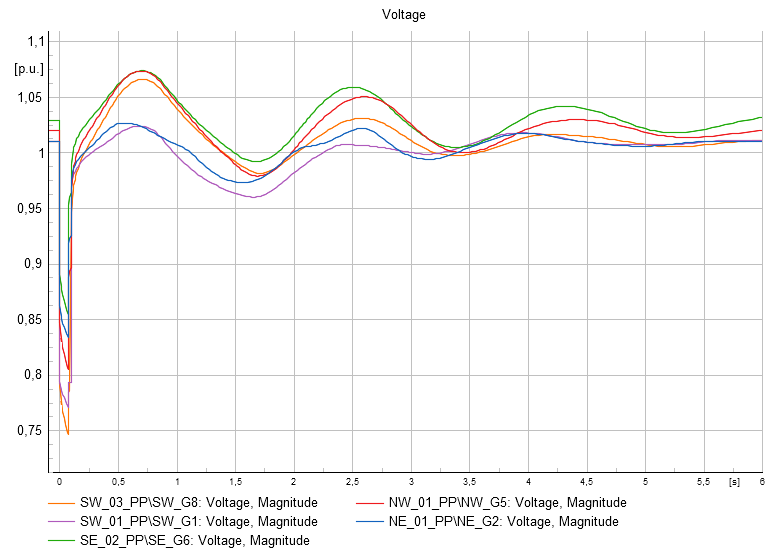 Voltage
1,1
[p.u.]
1,05
1
0,95
0,9
0,85
0,8
0,75
0 0,5 1 1,5 2 2,5 3 3,5 4 4,5 5 5,5 [s] 6
SW_03_PP\SW_G8: Voltage, Magnitude NW_01_PP\NW_G5: Voltage, Magnitude
SW_01_PP\SW_G1: Voltage, Magnitude NE_01_PP\NE_G2: Voltage, Magnitude
SE_02_PP\SE_G6: Voltage, Magnitude